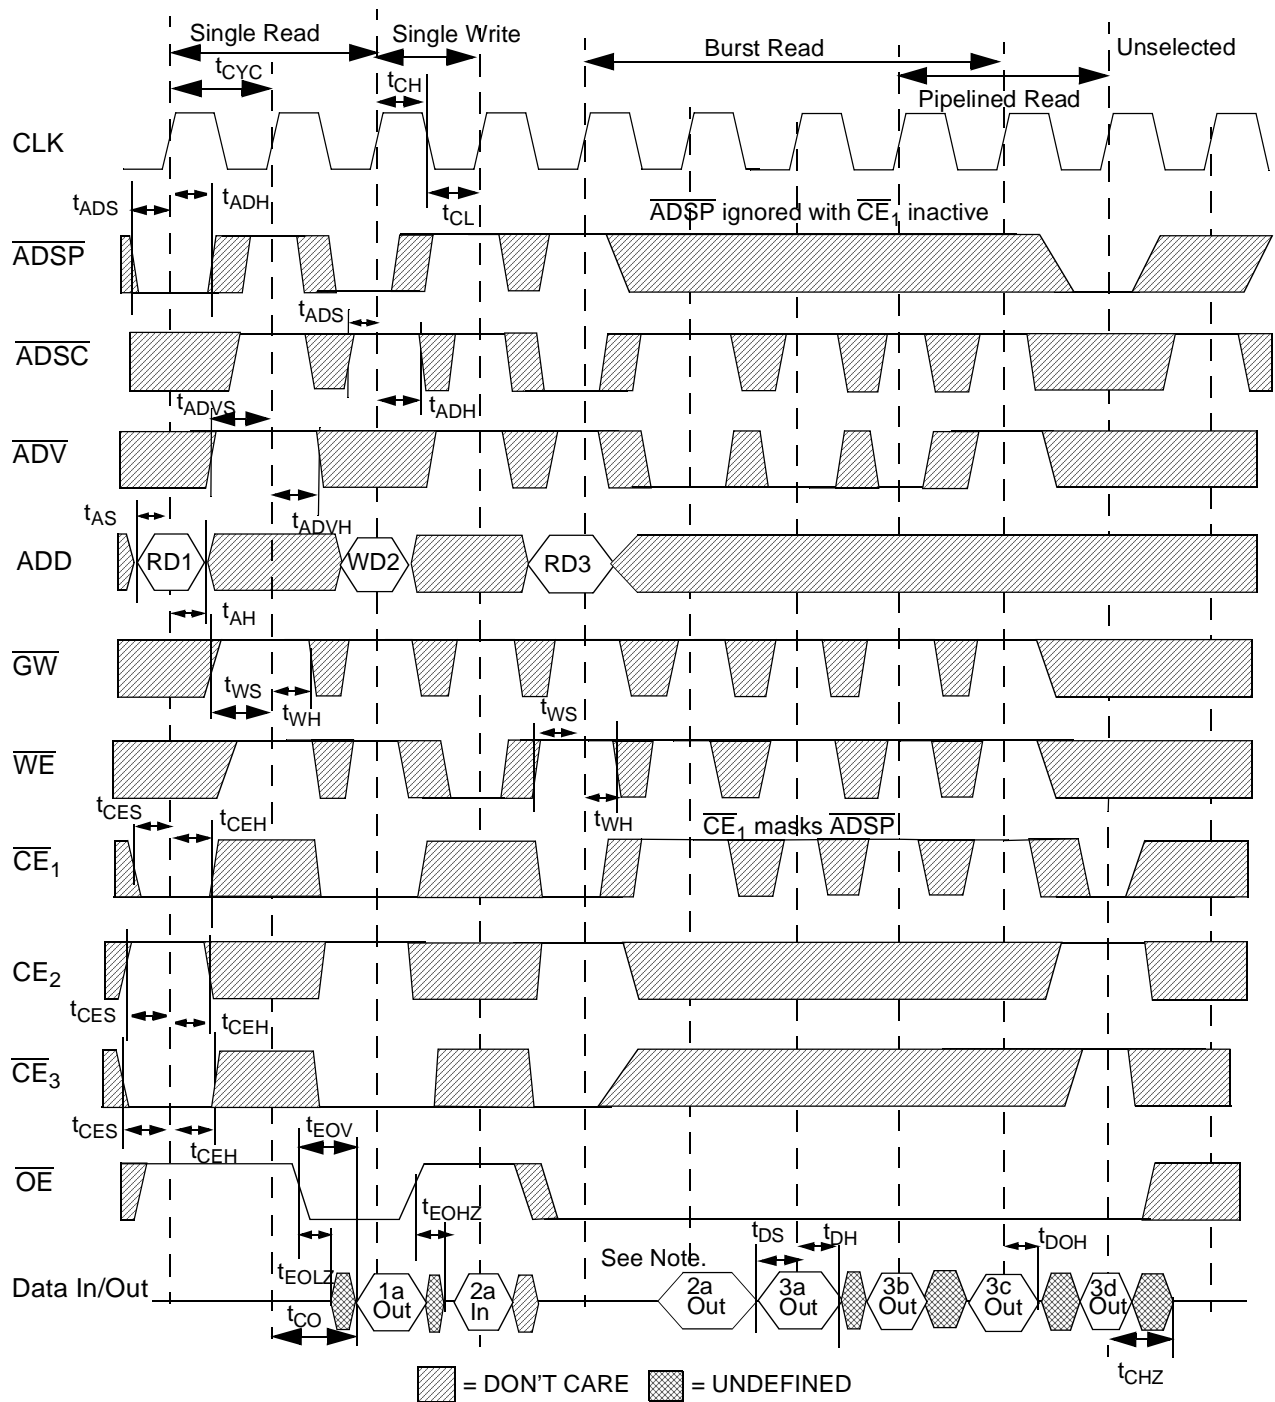 Single Read
Single Write
Burst Read
Unselected
tCYC
tCH
Pipelined Read
CLK
tADS
tADH
tCL
ADSP ignored with CE1 inactive
ADSP
tADS
ADSC
tADVS
tADH
ADV
tAS
tADVH
ADD
RD1
WD2
RD3
tAH
GW
tWS
tWH
tWS
WE
tCES
tCEH
tWH
CE1 masks ADSP
CE1
CE2
tCES
tCEH
CE3
tCES
tCEH
tEOV
OE
tEOHZ
tDS
tDH
tDOH
See Note.
tEOLZ
Data In/Out
1a Out
2a In
2a Out
3a Out
3b Out
3c Out
3d Out
tCO
tCHZ
= DON'T CARE
= UNDEFINED